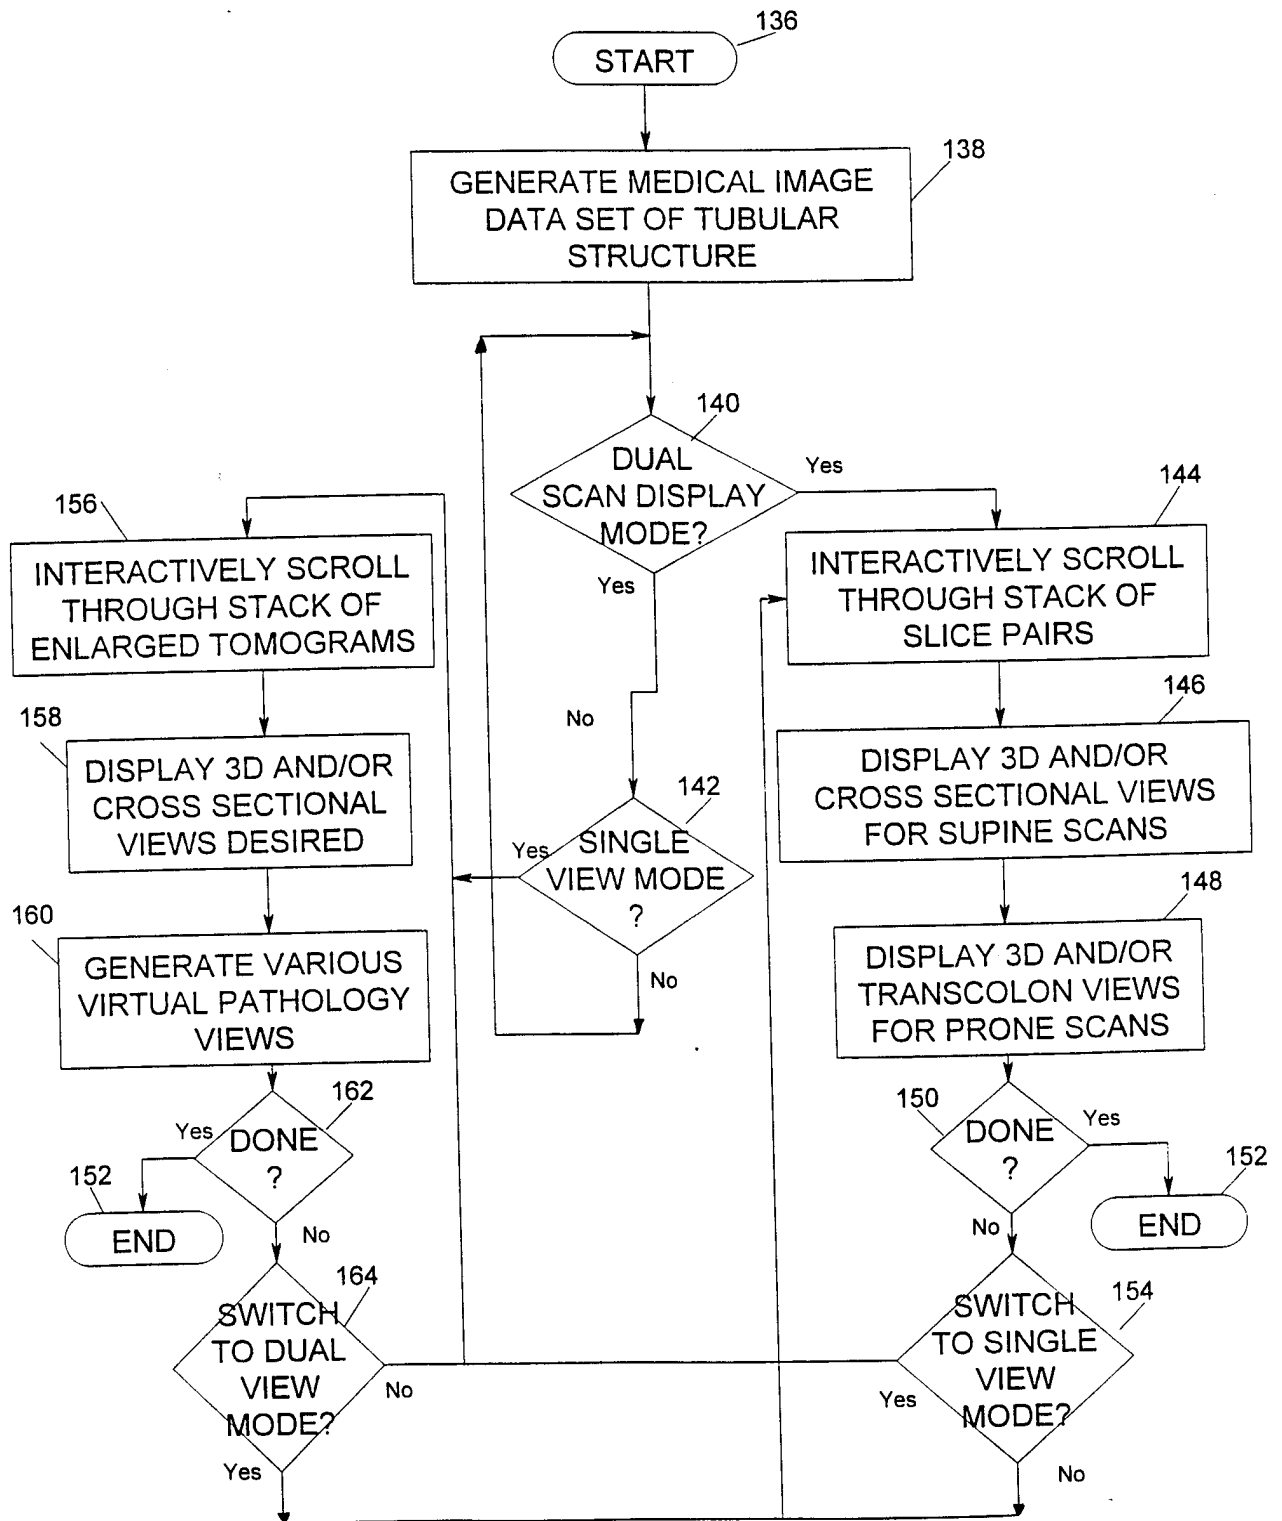 136
START
138
GENERATE MEDICAL IMAGE
DATA SET OF TUBULAR
STRUCTURE
140
DUAL
SCAN DISPLAY
MODE?
Yes
Yes
No
142
SINGLE
VIEW MODE
?
Yes
No
144
INTERACTIVELY SCROLL
THROUGH STACK OF
SLICE PAIRS
146
DISPLAY 3D AND/OR
CROSS SECTIONAL VIEWS
FOR SUPINE SCANS
148
DISPLAY 3D AND/OR
TRANSCOLON VIEWS
FOR PRONE SCANS
150
DONE
?
Yes
152
END
No
154
SWITCH
TO SINGLE
VIEW
MODE?
Yes
No
156
INTERACTIVELY SCROLL
THROUGH STACK OF
ENLARGED TOMOGRAMS
158
DISPLAY 3D AND/OR
CROSS SECTIONAL
VIEWS DESIRED
160
GENERATE VARIOUS
VIRTUAL PATHOLOGY
VIEWS
162
DONE
?
Yes
152
END
No
164
SWITCH
TO DUAL
VIEW
MODE?
No
Yes